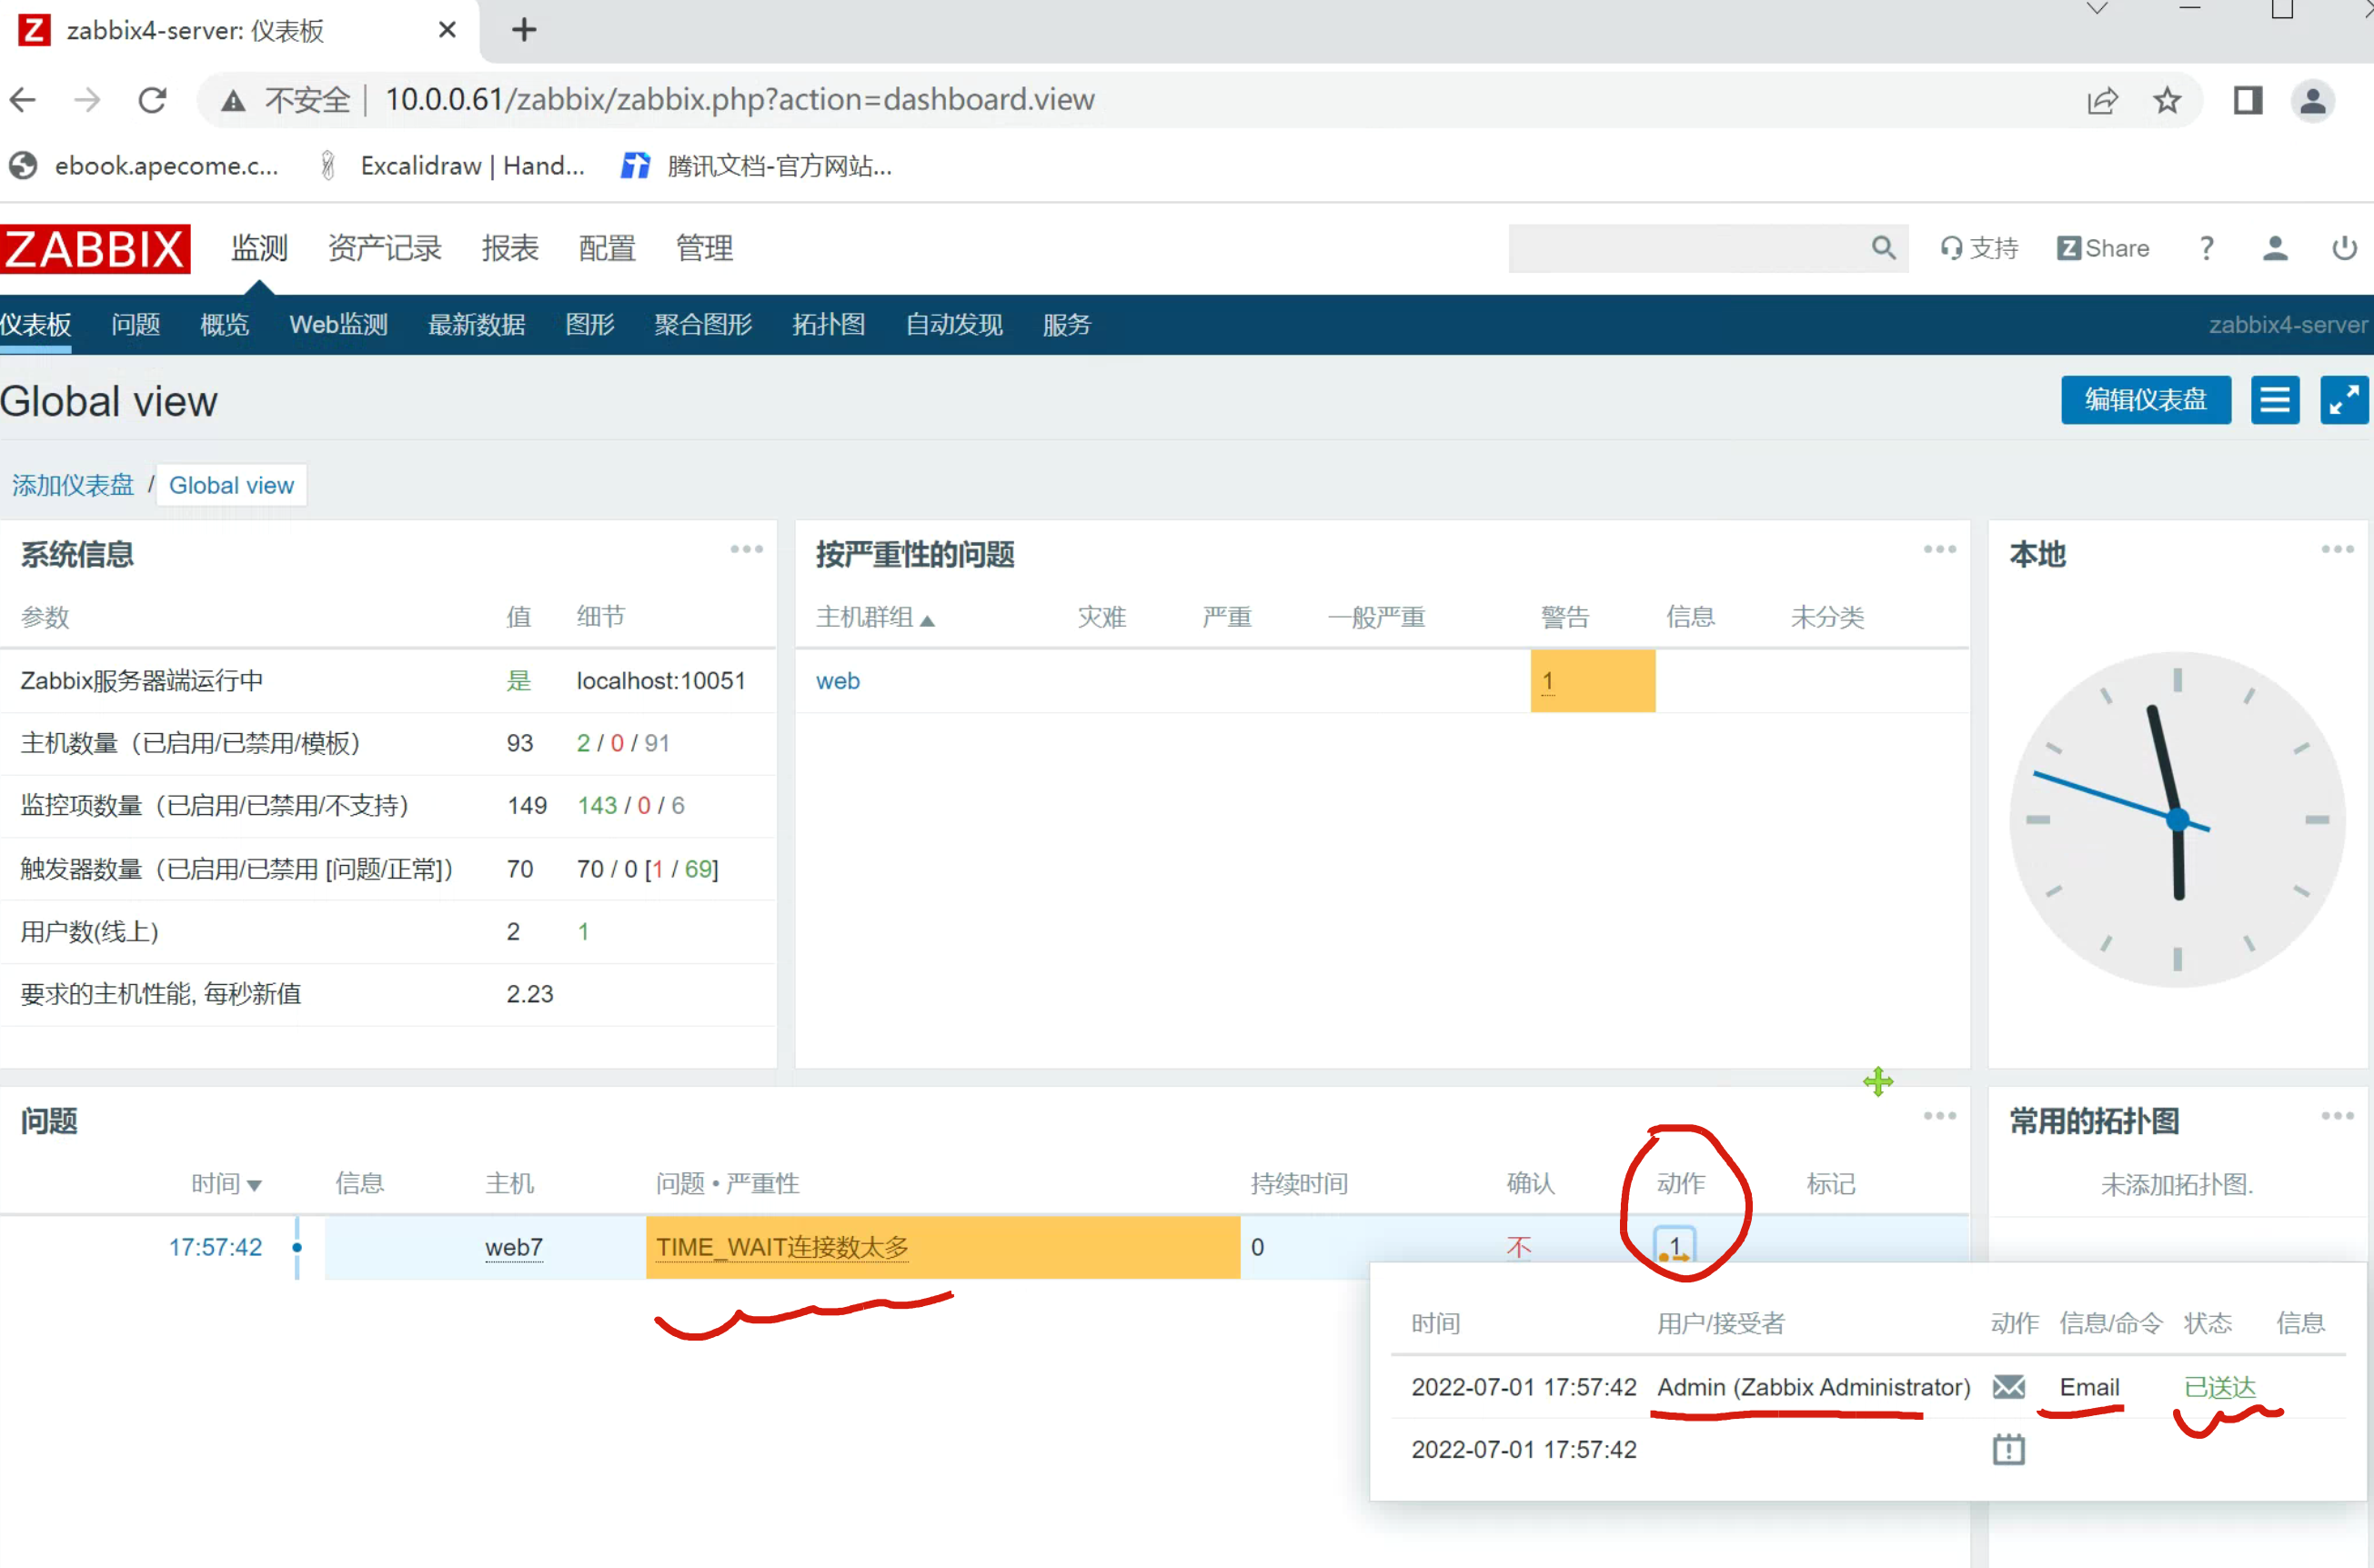 zabbix4-server: 仪表板
不安全 | 10.0.0.61/zabbix/zabbix.php?action=dashboard.view
ebook.apecome.c... Excalidraw | Hand... 腾讯文档-官方网站...
ZABBIX 监测 资产记录 报表 配置 管理 支持 Z Share ?
仪表板 问题 概览 Web监测 最新数据 图形 聚合图形 拓扑图 自动发现 服务 zabbix4-server
Global view 编辑仪表盘
添加仪表盘 / Global view
系统信息
参数 值 细节
Zabbix服务器端运行中 是 localhost:10051
主机数量（已启用/已禁用/模板） 93 2 / 0 / 91
监控项数量（已启用/已禁用/不支持） 149 143 / 0 / 6
触发器数量（已启用/已禁用 [问题/正常]） 70 70 / 0 [1 / 69]
用户数(线上) 2 1
要求的主机性能, 每秒新值 2.23
按严重性的问题
主机群组 灾难 严重 一般严重 警告 信息 未分类
web 1
本地
问题
时间 信息 主机 问题 • 严重性 持续时间 确认 动作 标记
17:57:42 web7 TIME_WAIT连接数太多 0 不 1
时间 用户/接受者 动作 信息/命令 状态 信息
2022-07-01 17:57:42 Admin (Zabbix Administrator) Email 已送达
2022-07-01 17:57:42
常用的拓扑图
未添加拓扑图.